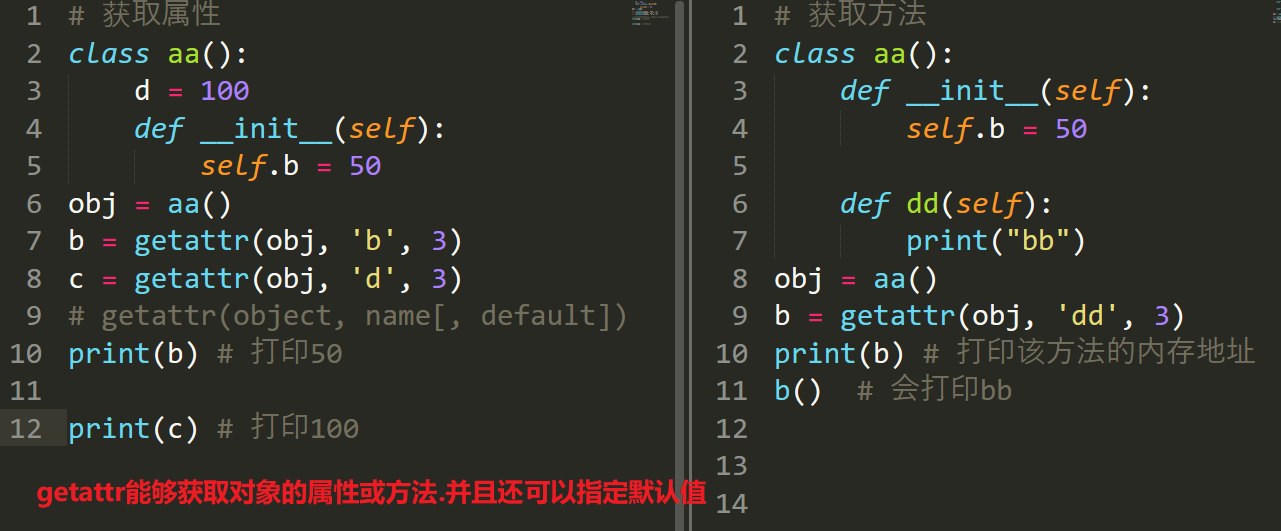 1 # 获取属性
2 class aa():
3     d = 100
4     def __init__(self):
5         self.b = 50
6 obj = aa()
7 b = getattr(obj, 'b', 3)
8 c = getattr(obj, 'd', 3)
9 # getattr(object, name[, default])
10 print(b) # 打印50
11
12 print(c) # 打印100
getattr能够获取对象的属性或方法.并且还可以指定默认值
1 # 获取方法
2 class aa():
3     def __init__(self):
4         self.b = 50
5
6     def dd(self):
7         print("bb")
8 obj = aa()
9 b = getattr(obj, 'dd', 3)
10 print(b) # 打印该方法的内存地址
11 b()  # 会打印bb
12
13
14